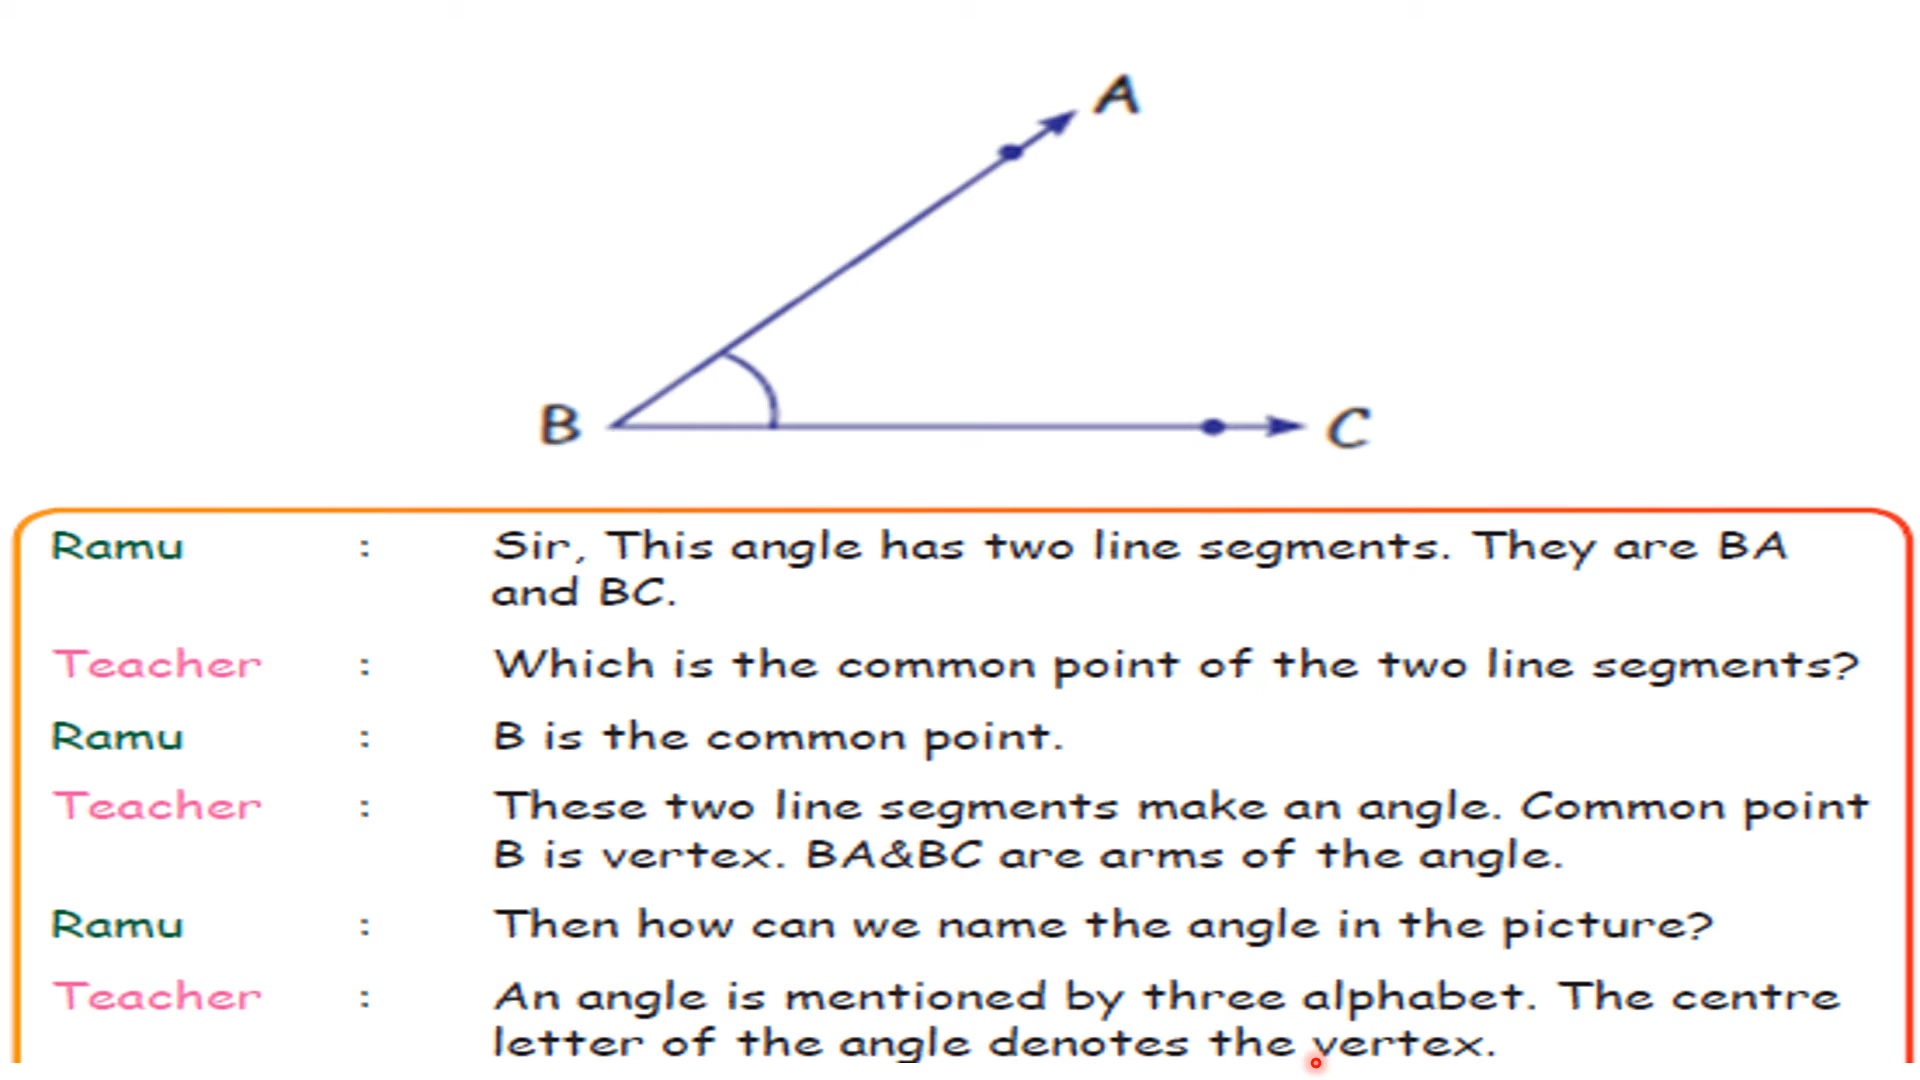 A
B
C
Ramu : Sir, This angle has two line segments. They are BA
and BC.
Teacher : Which is the common point of the two line segments?
Ramu : B is the common point.
Teacher : These two line segments make an angle. Common point
B is vertex. BA&BC are arms of the angle.
Ramu : Then how can we name the angle in the picture?
Teacher : An angle is mentioned by three alphabet. The centre
letter of the angle denotes the vertex.